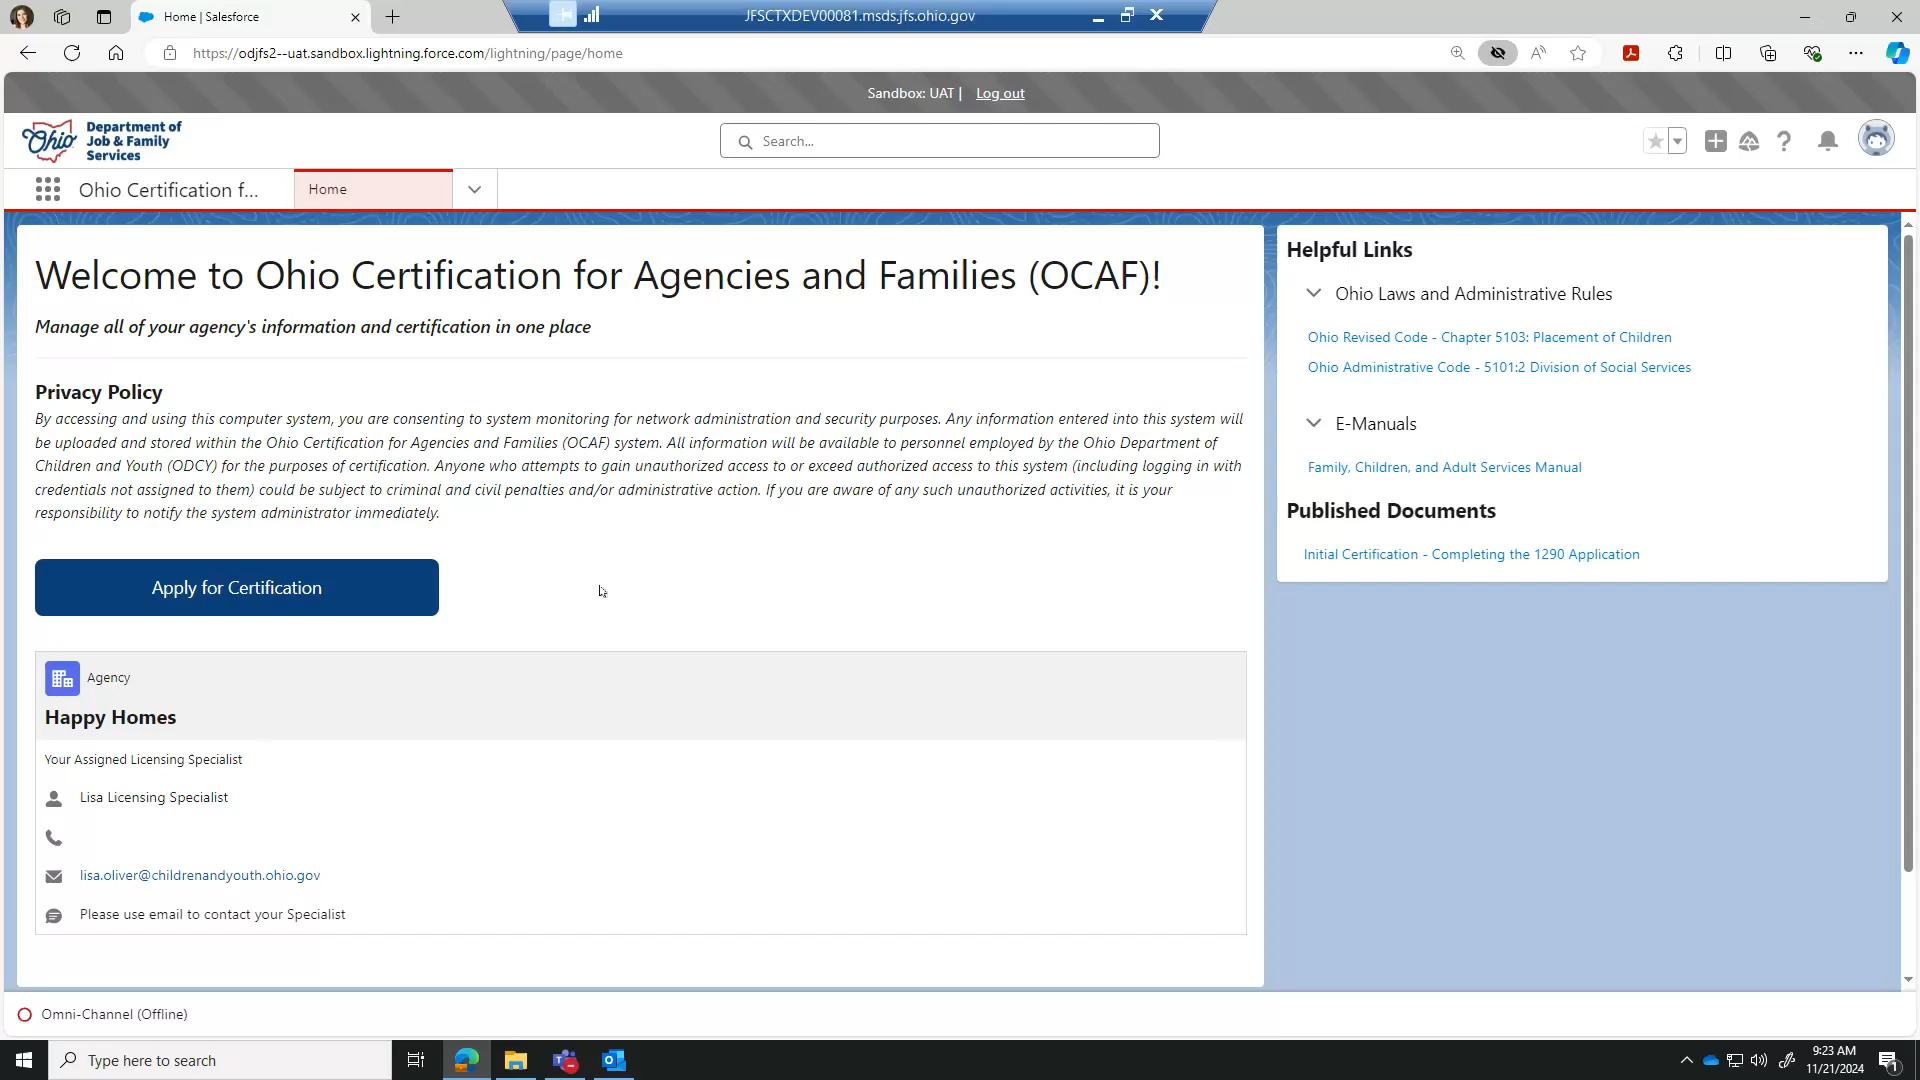 Home | Salesforce
JFSCTXDEV00081.msds.jfs.ohio.gov
https://odjfs2--uat.sandbox.lightning.force.com/lightning/page/home
Sandbox: UAT | Log out
Ohio Department of
Job & Family
Services
Search...
Ohio Certification f...
Home
Welcome to Ohio Certification for Agencies and Families (OCAF)!
Manage all of your agency's information and certification in one place
Privacy Policy
By accessing and using this computer system, you are consenting to system monitoring for network administration and security purposes. Any information entered into this system will
be uploaded and stored within the Ohio Certification for Agencies and Families (OCAF) system. All information will be available to personnel employed by the Ohio Department of
Children and Youth (ODCY) for the purposes of certification. Anyone who attempts to gain unauthorized access to or exceed authorized access to this system (including logging in with
credentials not assigned to them) could be subject to criminal and civil penalties and/or administrative action. If you are aware of any such unauthorized activities, it is your
responsibility to notify the system administrator immediately.
Apply for Certification
Agency
Happy Homes
Your Assigned Licensing Specialist
Lisa Licensing Specialist
lisa.oliver@childrenandyouth.ohio.gov
Please use email to contact your Specialist
Helpful Links
Ohio Laws and Administrative Rules
Ohio Revised Code - Chapter 5103: Placement of Children
Ohio Administrative Code - 5101:2 Division of Social Services
E-Manuals
Family, Children, and Adult Services Manual
Published Documents
Initial Certification - Completing the 1290 Application
Omni-Channel (Offline)
Type here to search
9:23 AM
11/21/2024
1